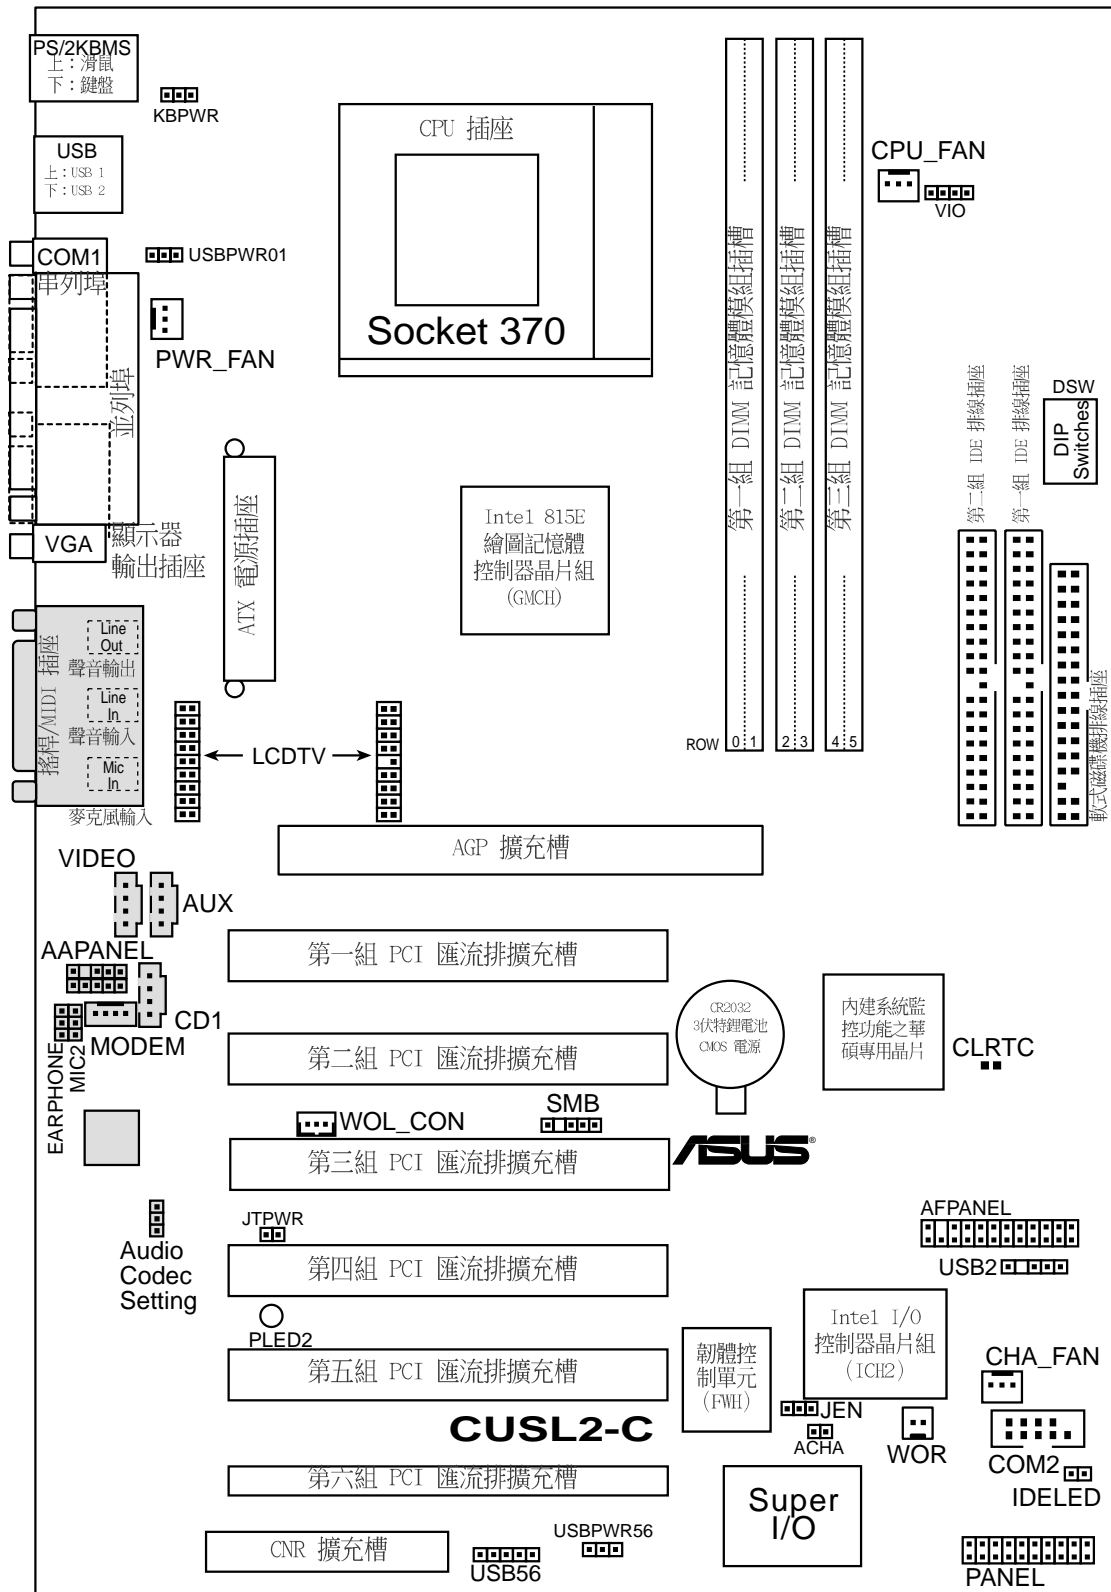 PS/2KBMS
上：滑鼠
下：鍵盤
KBPWR
CPU 插座
Socket 370
CPU_FAN
VIO
USB
上：USB 1
下：USB 2
COM1
串列埠
USBPWR01
PWR_FAN
並列埠
VGA
顯示器
輸出插座
ATX 電源插座
Intel 815E
繪圖記憶體
控制器晶片組
(GMCH)
第一組 DIMM 記憶體模組插槽
第二組 DIMM 記憶體模組插槽
第三組 DIMM 記憶體模組插槽
ROW
0 1
2 3
4 5
第二組 IDE 排線插座
第一組 IDE 排線插座
DSW
DIP
Switches
軟式磁碟機排線插座
搖桿/MIDI 插座
Line
Out
聲音輸出
Line
In
聲音輸入
Mic
In
麥克風輸入
LCDTV
AGP 擴充槽
VIDEO
AUX
AAPANEL
CD1
MODEM
EARPHONE
MIC2
第一組 PCI 匯流排擴充槽
第二組 PCI 匯流排擴充槽
CR2032
3伏特鋰電池
CMOS 電源
內建系統監
控功能之華
碩專用晶片
CLRTC
WOL_CON
SMB
第三組 PCI 匯流排擴充槽
ASUS®
JTPWR
Audio
Codec
Setting
第四組 PCI 匯流排擴充槽
AFPANEL
USB2
PLED2
第五組 PCI 匯流排擴充槽
韌體控
制單元
(FWH)
Intel I/O
控制器晶片組
(ICH2)
CHA_FAN
JEN
ACHA
WOR
COM2
IDELED
CUSL2-C
第六組 PCI 匯流排擴充槽
Super
I/O
CNR 擴充槽
USB56
USBPWR56
PANEL